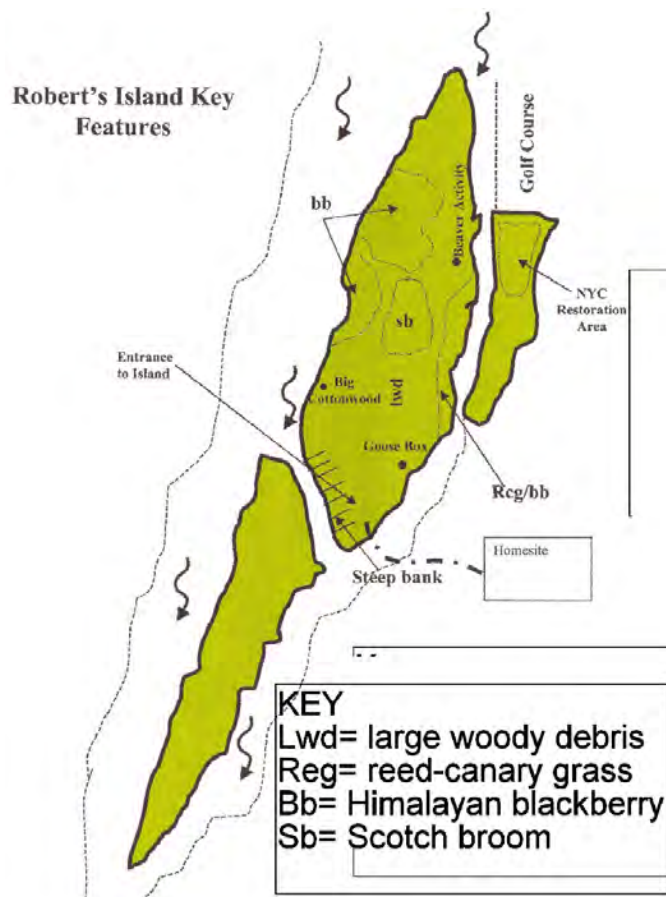 Robert's Island Key
Features
Golf Course
bb
Beaver Activity
NYC
Restoration
Area
sb
Entrance
to Island
Big
Cottonwood
lwd
Goose Box
Rcg/bb
Homesite
Steep bank
KEY
Lwd= large woody debris
Reg= reed-canary grass
Bb= Himalayan blackberry
Sb= Scotch broom